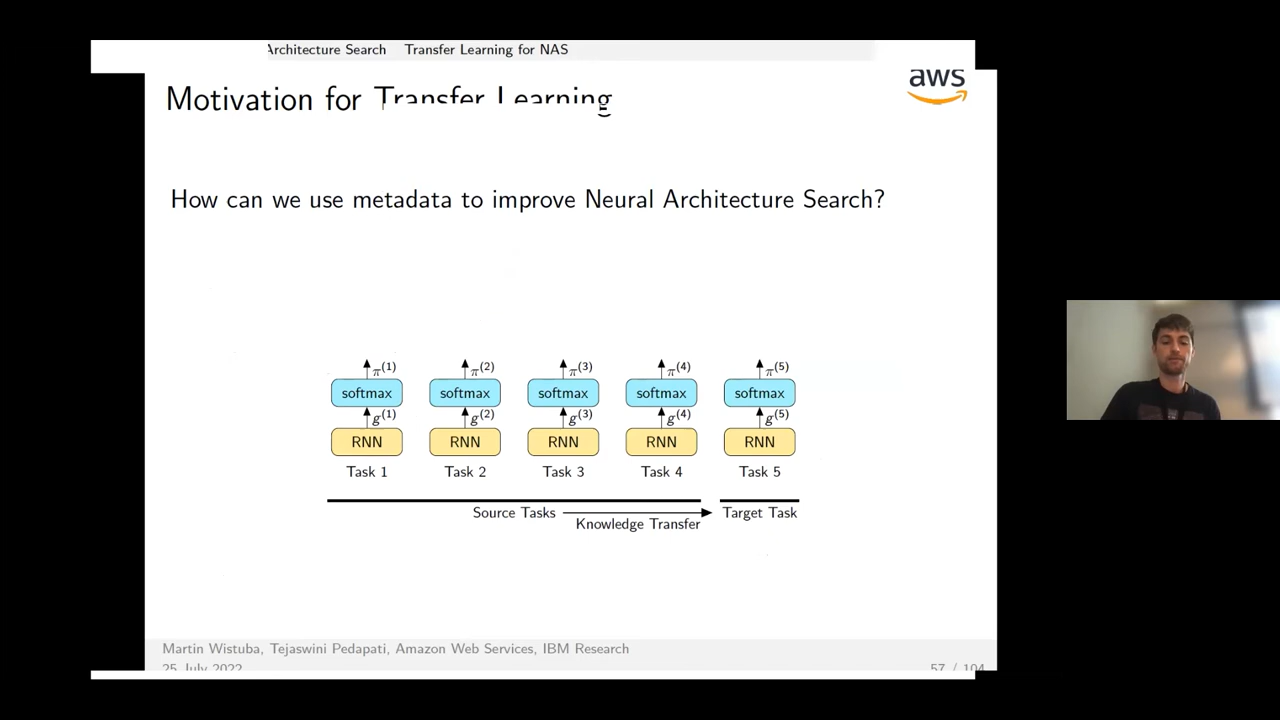 Architecture Search Transfer Learning for NAS
aws
Motivation for Transfer Learning
How can we use metadata to improve Neural Architecture Search?
π(1) π(2) π(3) π(4) π(5)
softmax softmax softmax softmax softmax
g(1) g(2) g(3) g(4) g(5)
RNN RNN RNN RNN RNN
Task 1 Task 2 Task 3 Task 4 Task 5
Source Tasks Target Task
Knowledge Transfer
Martin Wistuba, Tejaswini Pedapati, Amazon Web Services, IBM Research
25 July 2022 57 / 104